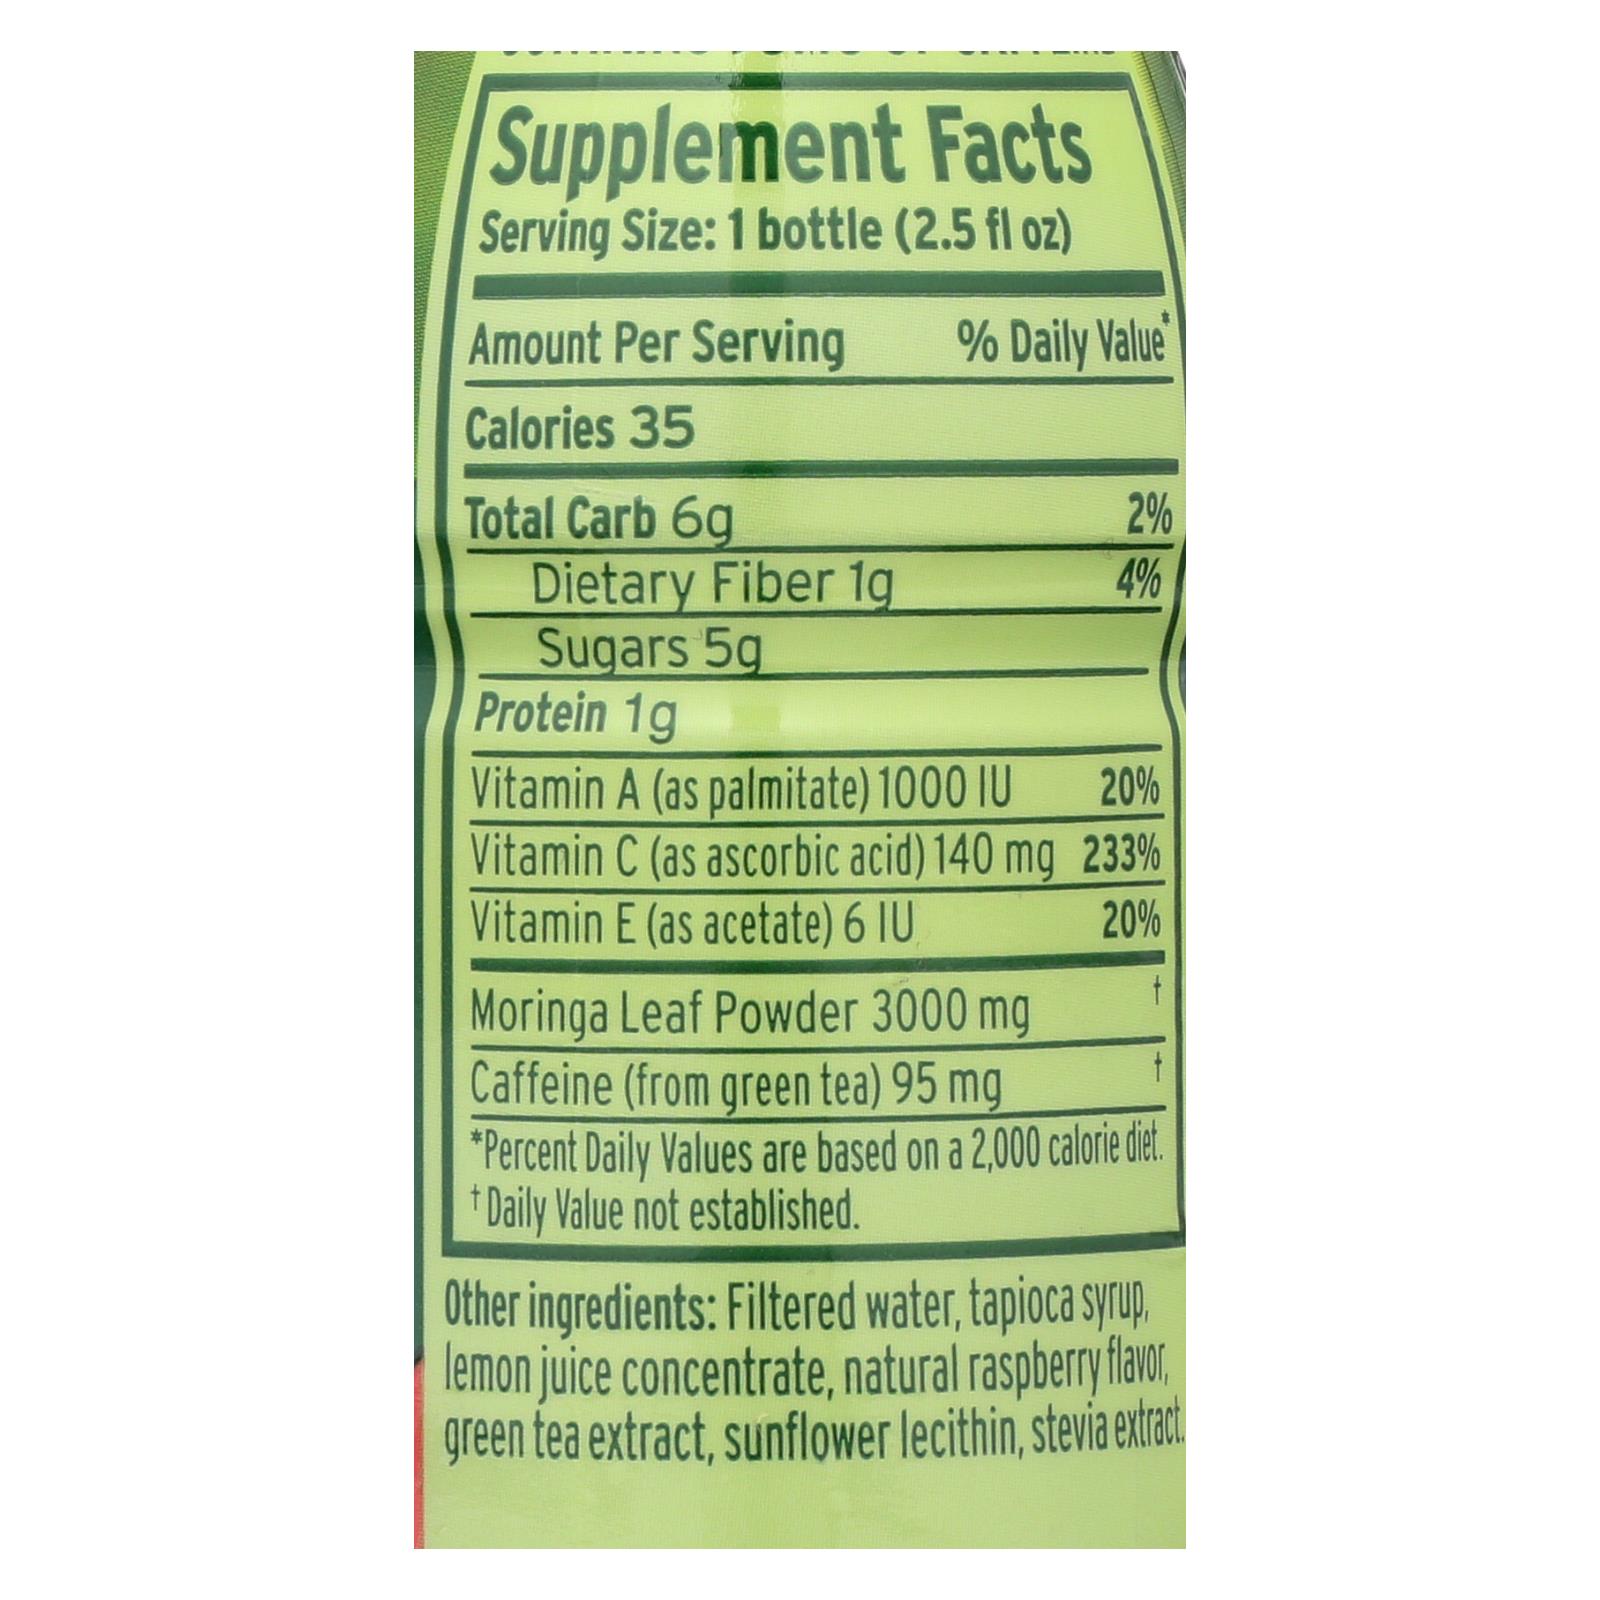 Supplement Facts
Serving Size: 1 bottle (2.5 fl oz)
Amount Per Serving % Daily Value*
Calories 35
Total Carb 6g 2%
Dietary Fiber 1g 4%
Sugars 5g
Protein 1g
Vitamin A (as palmitate) 1000 IU 20%
Vitamin C (as ascorbic acid) 140 mg 233%
Vitamin E (as acetate) 6 IU 20%
Moringa Leaf Powder 3000 mg †
Caffeine (from green tea) 95 mg †
*Percent Daily Values are based on a 2,000 calorie diet.
† Daily Value not established.
Other ingredients: Filtered water, tapioca syrup,
lemon juice concentrate, natural raspberry flavor,
green tea extract, sunflower lecithin, stevia extract.